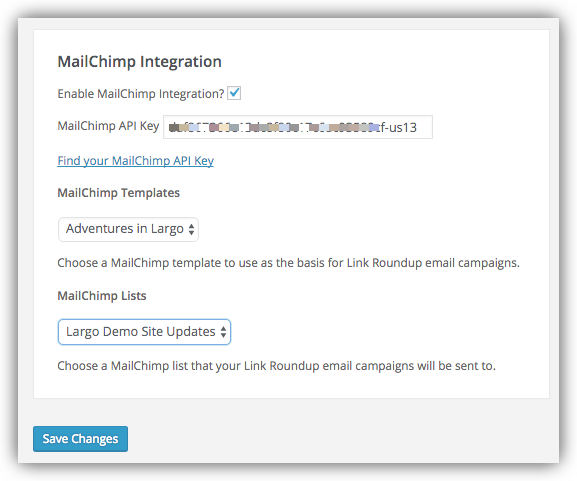 MailChimp Integration
Enable MailChimp Integration?
MailChimp API Key tf-us13
Find your MailChimp API Key
MailChimp Templates
Adventures in Largo
Choose a MailChimp template to use as the basis for Link Roundup email campaigns.
MailChimp Lists
Largo Demo Site Updates
Choose a MailChimp list that your Link Roundup email campaigns will be sent to.
Save Changes